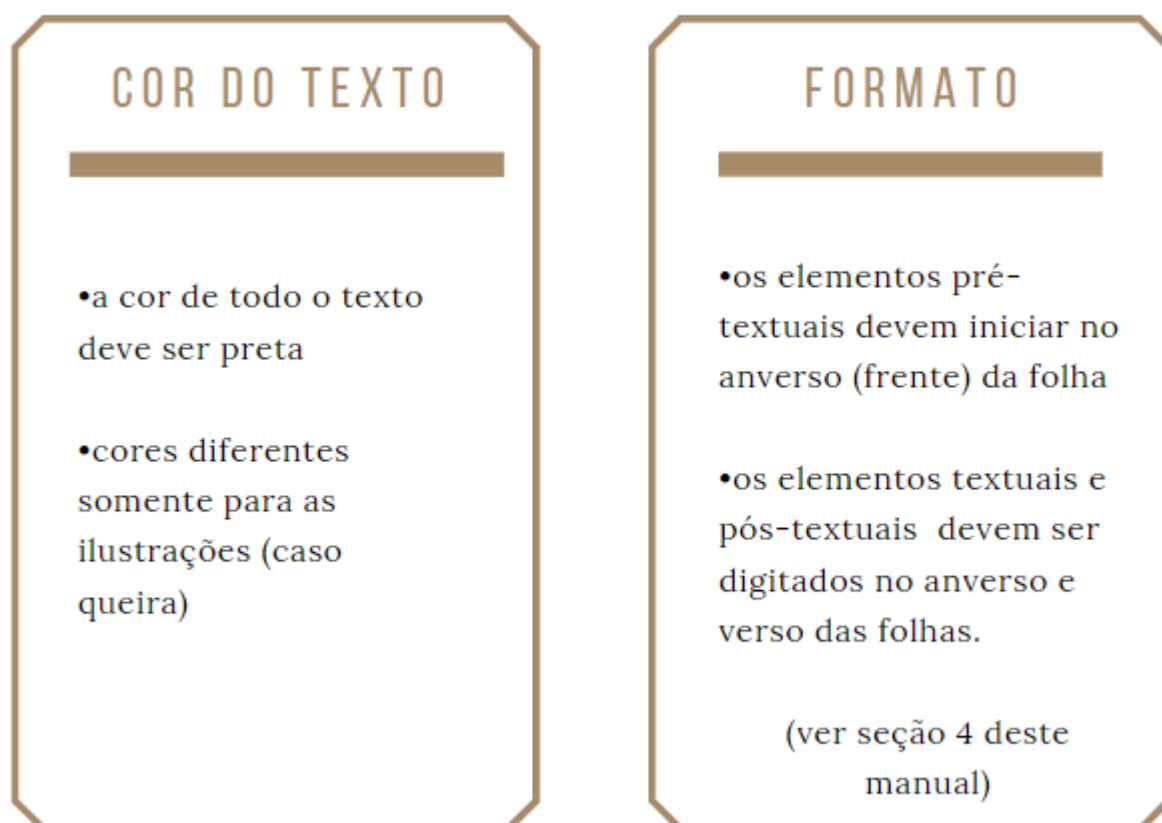 COR DO TEXTO
•a cor de todo o texto
deve ser preta
•cores diferentes
somente para as
ilustrações (caso
queira)
FORMATO
•os elementos pré-
textuais devem iniciar no
anverso (frente) da folha
•os elementos textuais e
pós-textuais devem ser
digitados no anverso e
verso das folhas.
(ver seção 4 deste
manual)